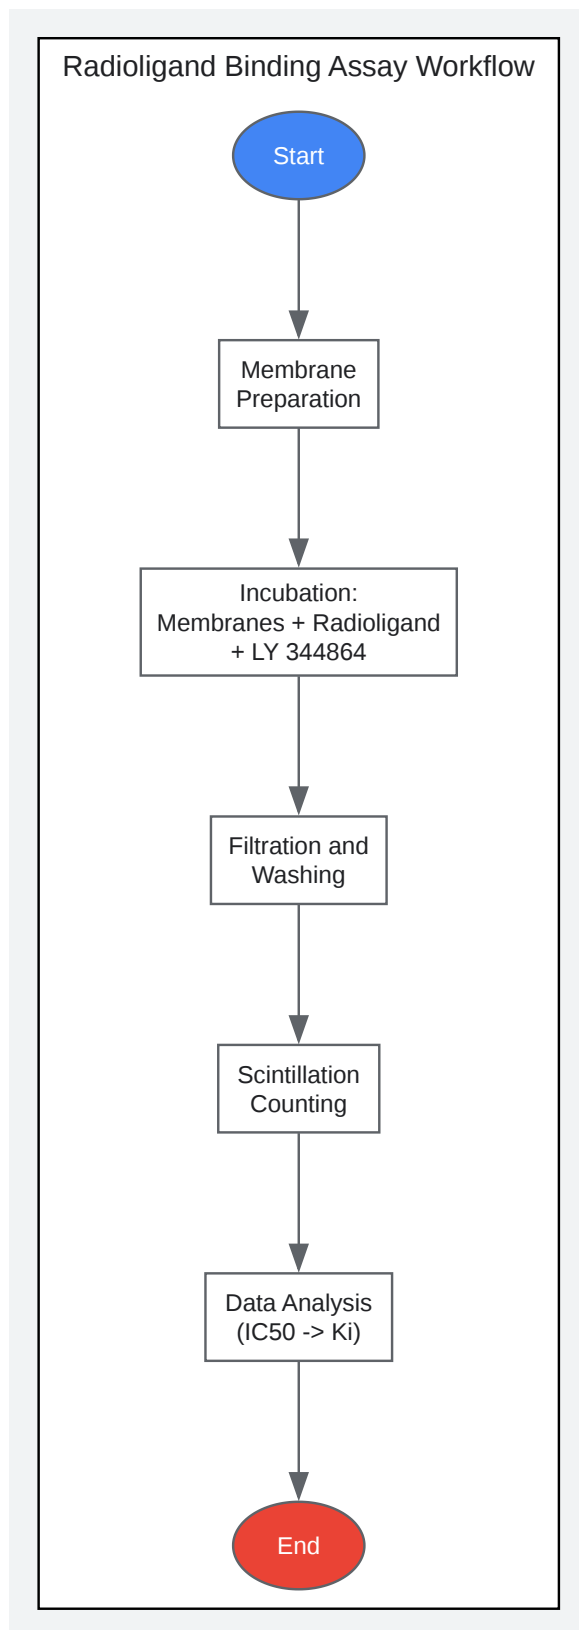 Radioligand Binding Assay Workflow
Start
Membrane
Preparation
Incubation:
Membranes + Radioligand
+ LY 344864
Filtration and
Washing
Scintillation
Counting
Data Analysis
(IC50 -> Ki)
End